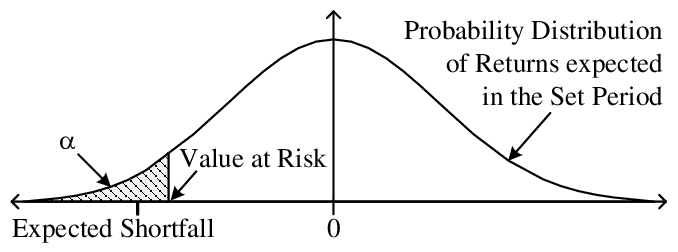 Probability Distribution
of Returns expected
in the Set Period
α
Value at Risk
Expected Shortfall
0